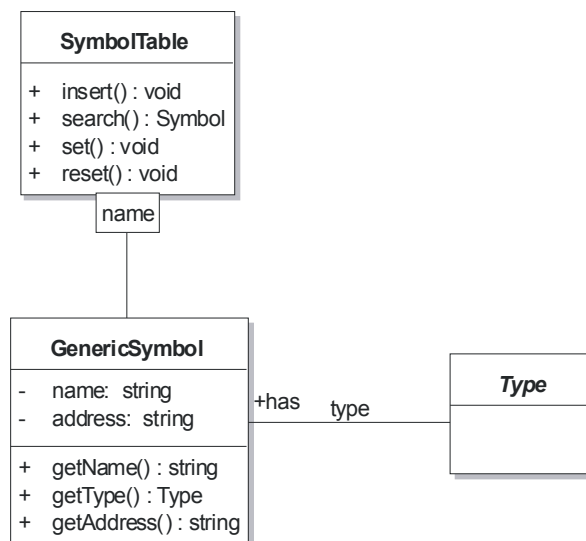 SymbolTable
+ insert() : void
+ search() : Symbol
+ set() : void
+ reset() : void
name
GenericSymbol
- name: string
- address: string
+ getName() : string
+ getType() : Type
+ getAddress() : string
+has
type
Type